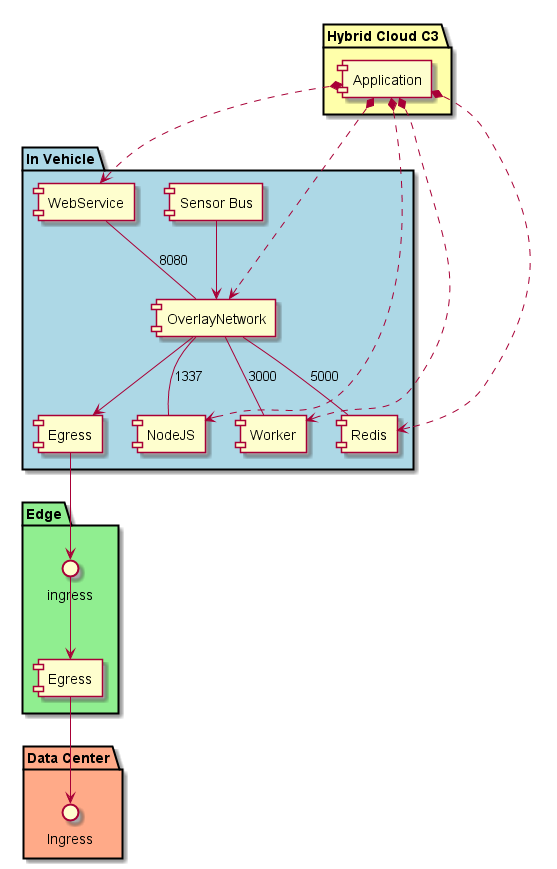 Hybrid Cloud C3
Application
In Vehicle
WebService
Sensor Bus
8080
OverlayNetwork
1337
3000
5000
Egress
NodeJS
Worker
Redis
Edge
ingress
Egress
Data Center
Ingress